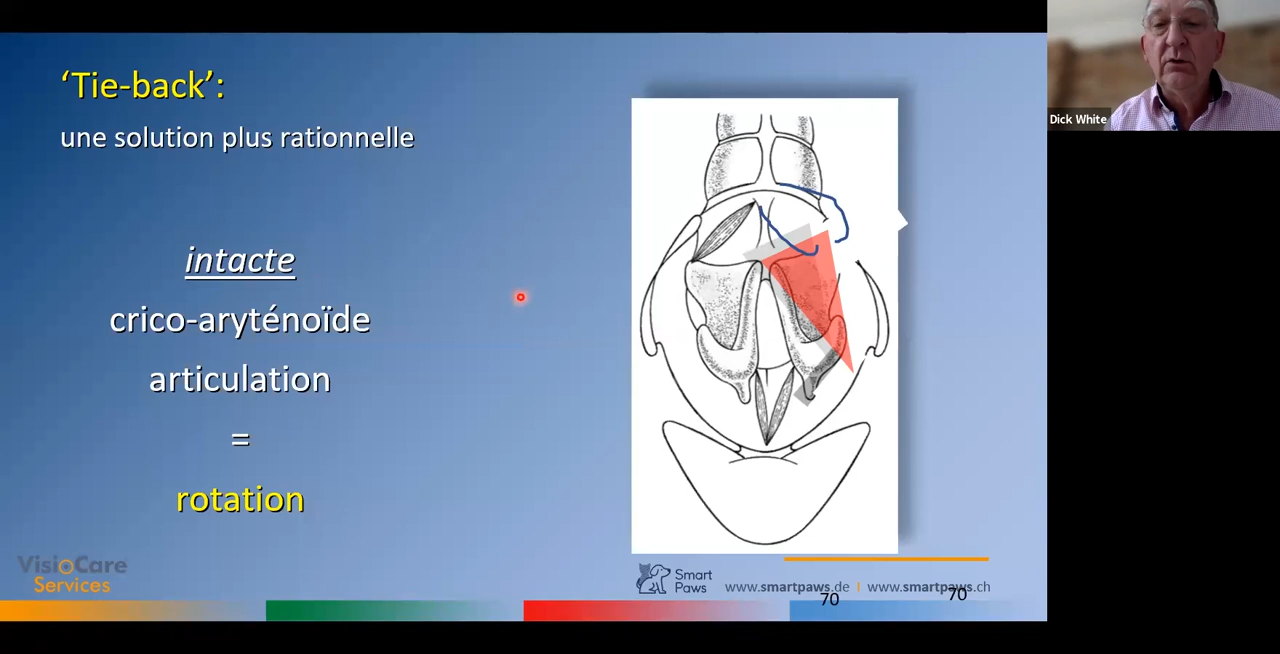 ‘Tie-back’:
une solution plus rationnelle
intacte
crico-aryténoïde
articulation
=
rotation
VisioCare
Services
Smart
Paws
www.smartpaws.de | www.smartpaws.ch
70
70
Dick White